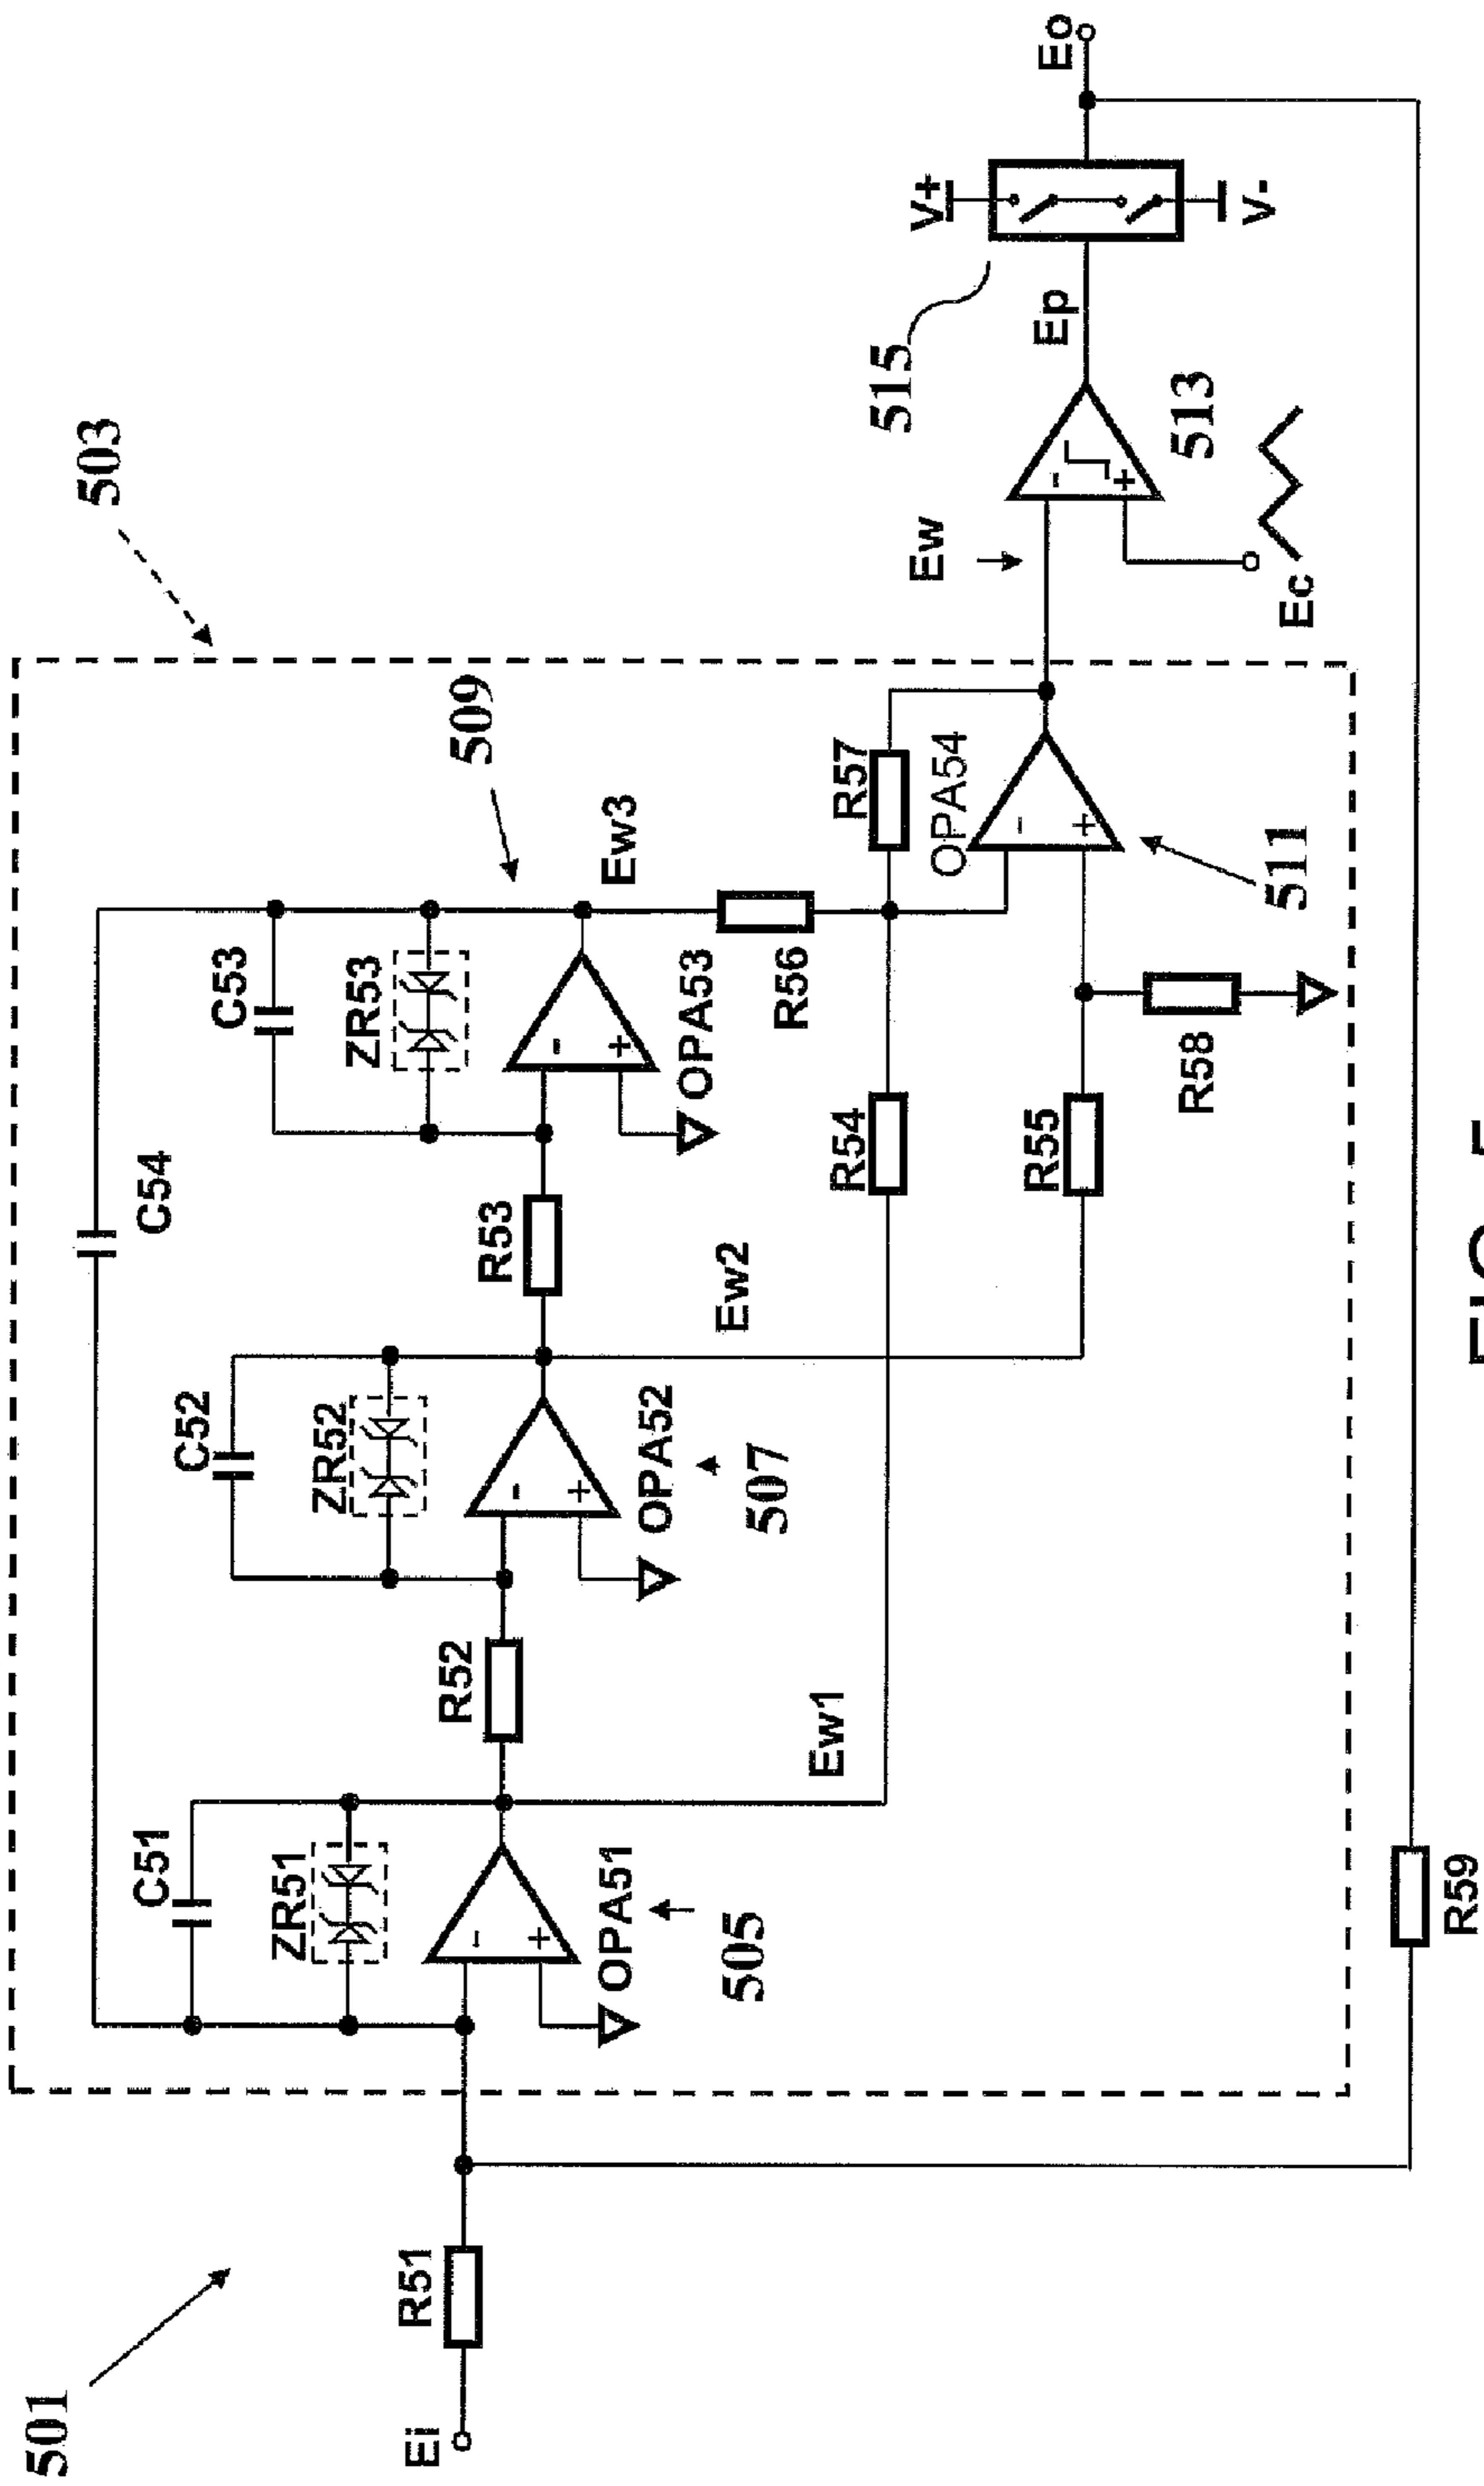 501
503
C54
C51
C52
C53
ZR51
ZR52
ZR53
509
Ei
R51
R52
R53
Ew3
OPA51
OPA52
OPA53
505
507
Ew2
R56
Ew1
R54
R57
OPA54
R55
R58
511
Ew
Ec
513
515
Ep
V+
V-
Eo
R59